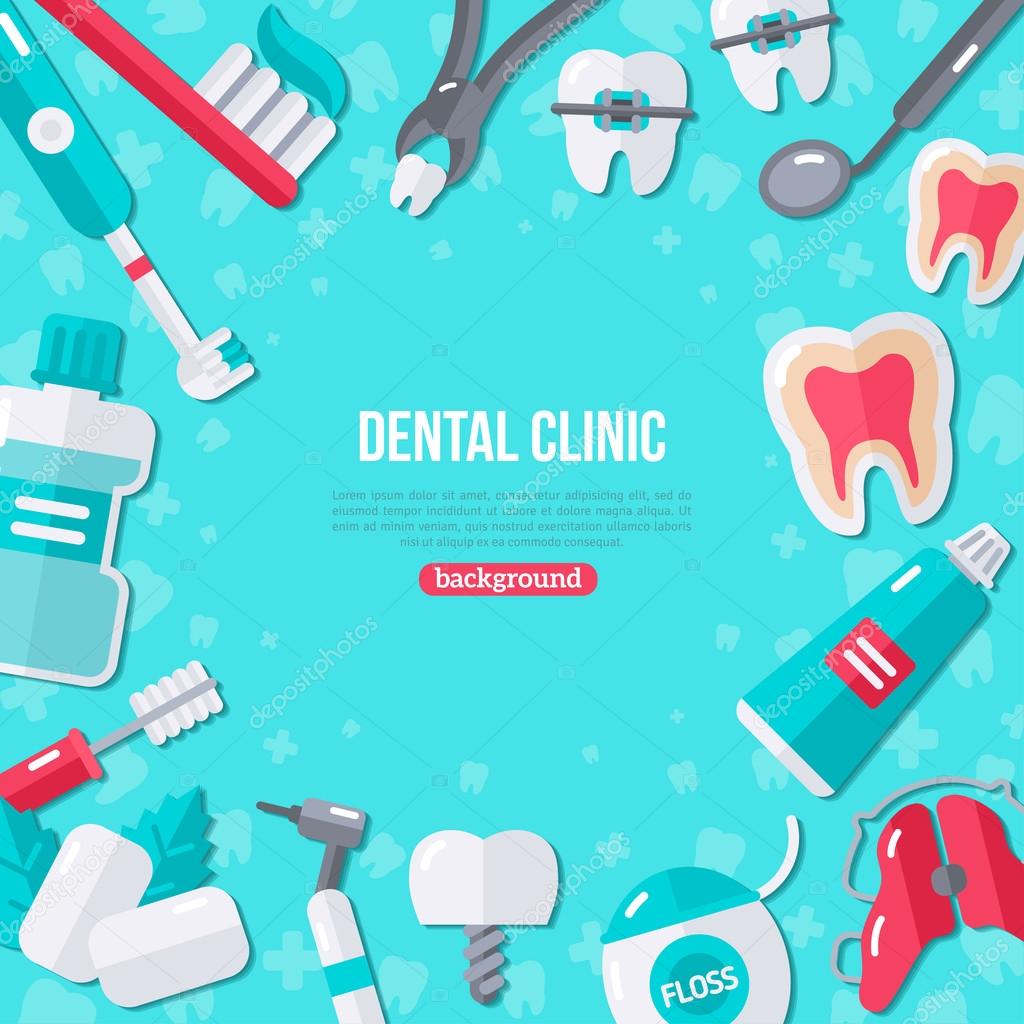 DENTAL CLINIC
Lorem ipsum dolor sit amet, consectetur adipiscing elit, sed do
eiusmod tempor incididunt ut labore et dolore magna aliqua. Ut
enim ad minim veniam, quis nostrud exercitation ullamco laboris
nisi ut aliquip ex ea commodo consequat.
background
FLOSS
depositphotos